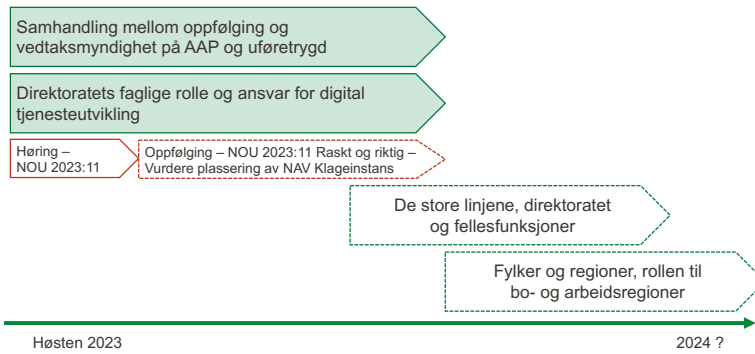 Samhandling mellom oppfølging og
vedtaksmyndighet på AAP og uføretrygd
Direktoratets faglige rolle og ansvar for digital
tjenesteutvikling
Høring –
NOU 2023:11
Oppfølging – NOU 2023:11 Raskt og riktig –
Vurdere plassering av NAV Klageinstans
De store linjene, direktoratet
og fellesfunksjoner
Fylker og regioner, rollen til
bo- og arbeidsregioner
Høsten 2023
2024 ?